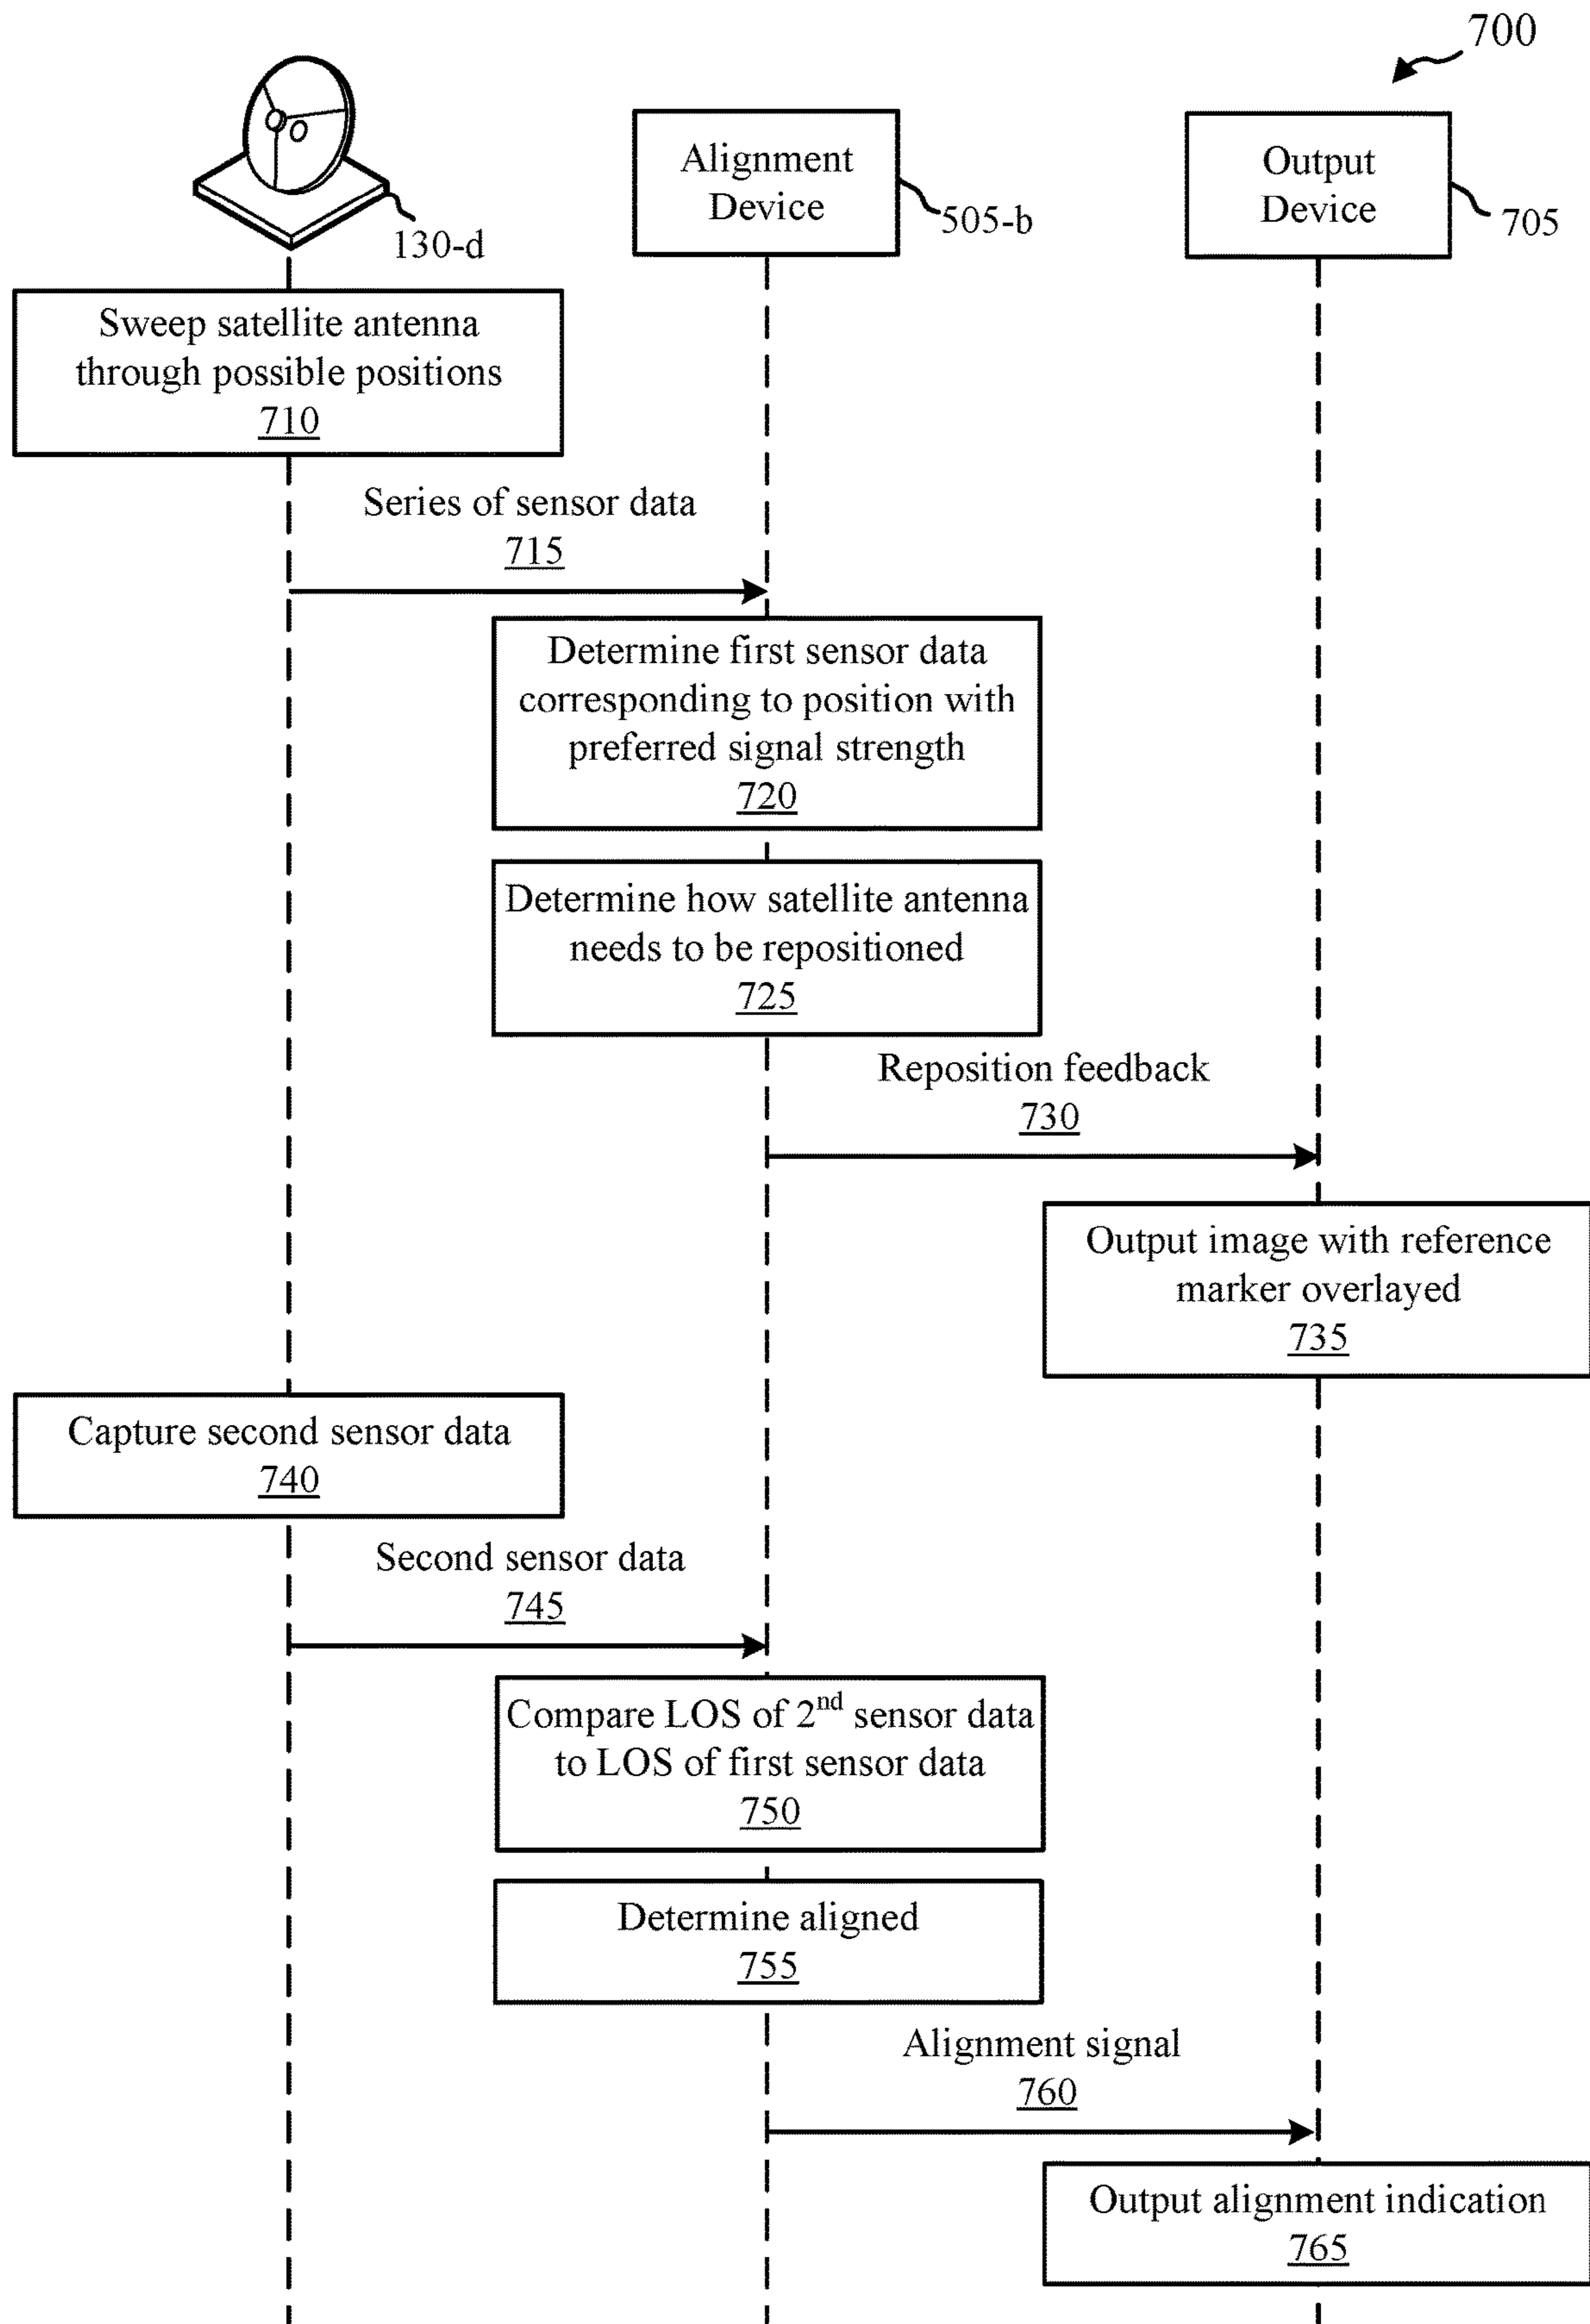 700
Alignment
Device
Output
Device
130-d
505-b
705
Sweep satellite antenna
through possible positions
710
Series of sensor data
715
Determine first sensor data
corresponding to position with
preferred signal strength
720
Determine how satellite antenna
needs to be repositioned
725
Reposition feedback
730
Output image with reference
marker overlayed
735
Capture second sensor data
740
Second sensor data
745
Compare LOS of 2nd sensor data
to LOS of first sensor data
750
Determine aligned
755
Alignment signal
760
Output alignment indication
765